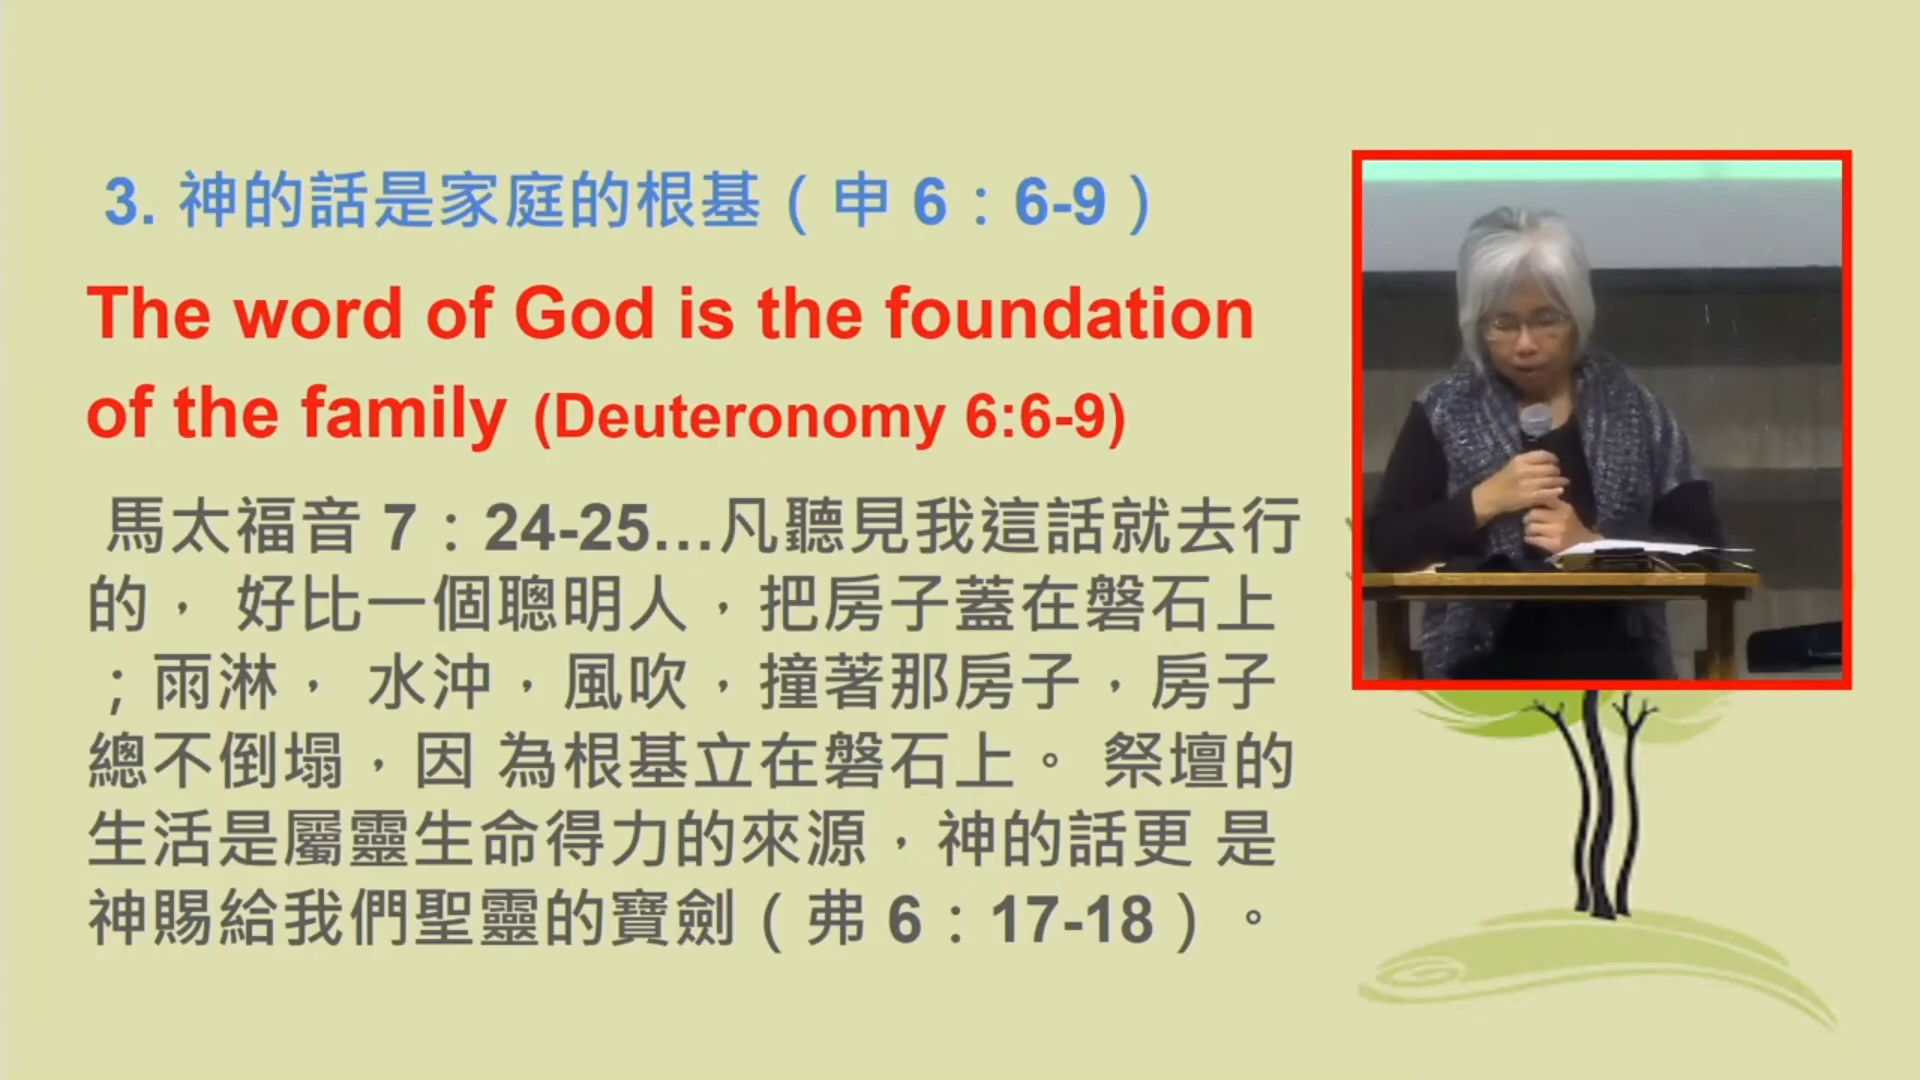 3. 神的話是家庭的根基（申 6：6-9）
The word of God is the foundation
of the family (Deuteronomy 6:6-9)
馬太福音 7：24-25…凡聽見我這話就去行
的， 好比一個聰明人，把房子蓋在磐石上
；雨淋， 水沖，風吹，撞著那房子，房子
總不倒塌，因 為根基立在磐石上。 祭壇的
生活是屬靈生命得力的來源，神的話更 是
神賜給我們聖靈的寶劍（弗 6：17-18）。